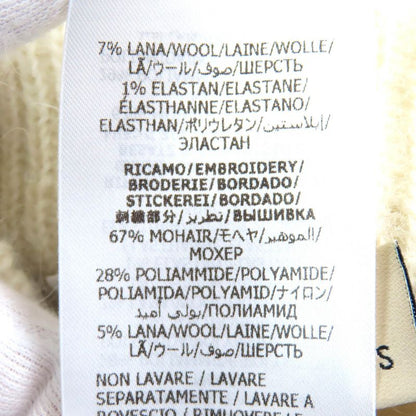 7% LANA/WOOL/LAINE/WOLLE/
LÃ/ウール/صوف/ШЕРСТЬ
1% ELASTAN/ELASTANE/
ÉLASTHANNE/ELASTANO/
ELASTHAN/ポリウレタン/إيلاستين/
ЭЛАСТАН
RICAMO/EMBROIDERY/
BRODERIE/BORDADO/
STICKEREI/BORDADO/
刺繍部分/تطريز/ВЫШИВКА
67% MOHAIR/モヘヤ/الموهير/
МОХЕР
28% POLIAMMIDE/POLYAMIDE/
POLIAMIDA/POLYAMID/ナイロン/
بولي أميد/ПОЛИАМИД
5% LANA/WOOL/LAINE/WOLLE/
LÃ/ウール/صوف/ШЕРСТЬ
NON LAVARE / LAVARE
SEPARATAMENTE / LAVARE A
ROVESCIO / RIMUOVERE
S